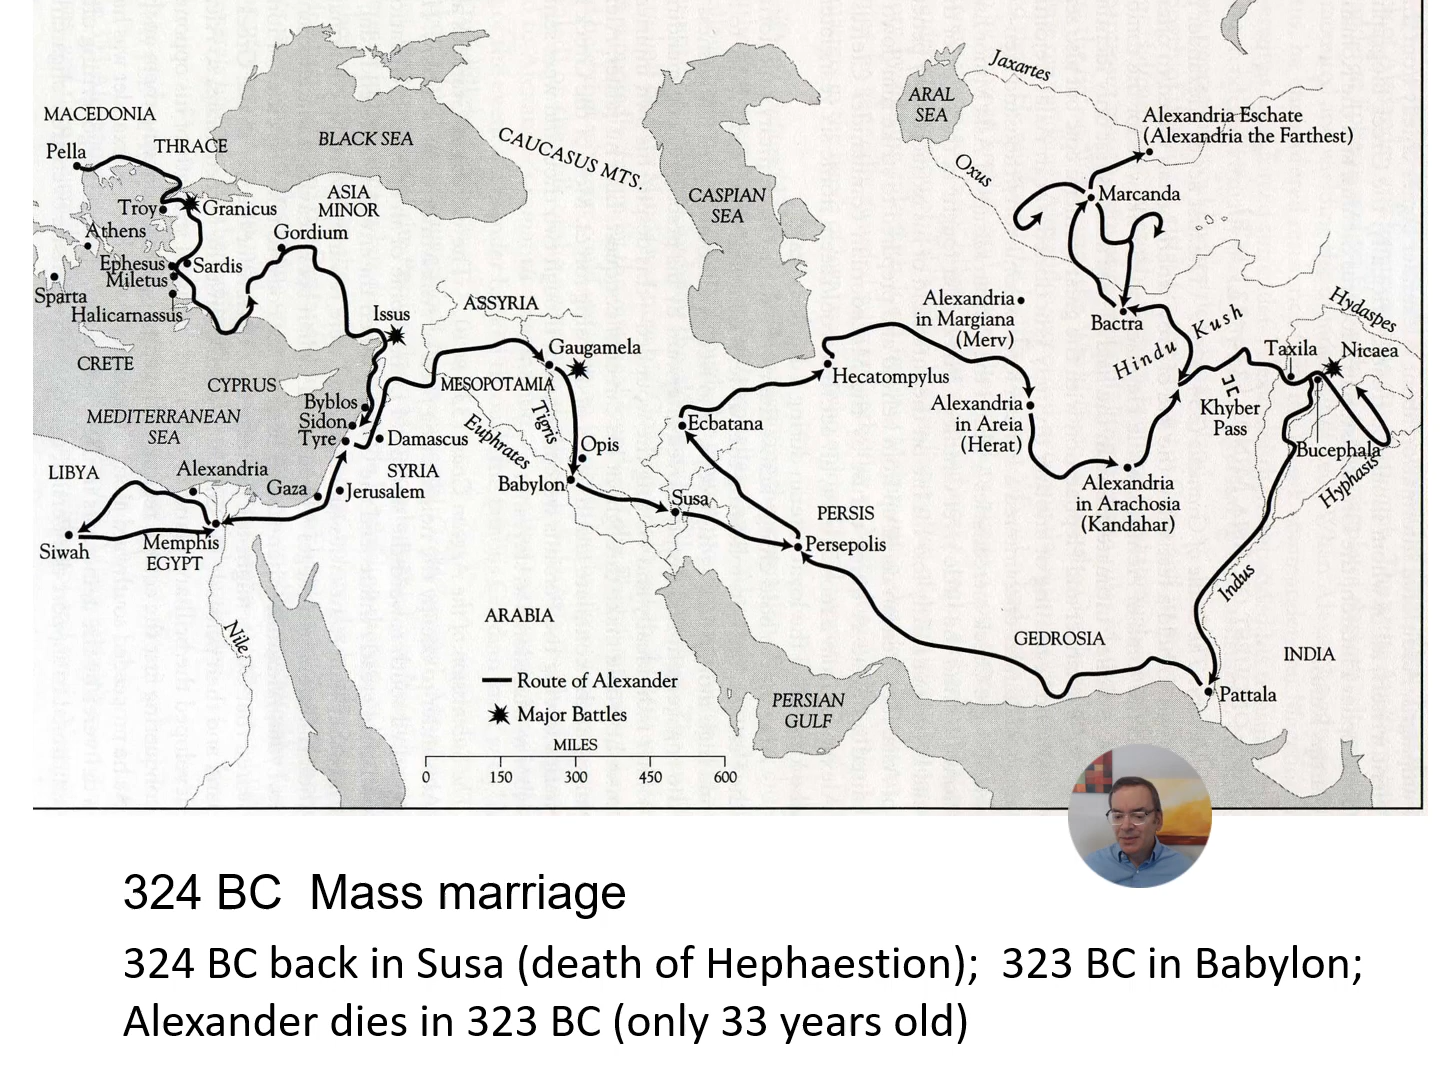 MACEDONIA
Pella
THRACE
BLACK SEA
CAUCASUS MTS.
ARAL
SEA
Jaxartes
Alexandria Eschate
(Alexandria the Farthest)
Oxus
Marcanda
CASPIAN
SEA
Troy
Granicus
ASIA
MINOR
Gordium
Athens
Ephesus
Sardis
Miletus
Sparta
Halicarnassus
Issus
ASSYRIA
Alexandria
in Margiana
(Merv)
Bactra
Hindu Kush
Hydaspes
CRETE
CYPRUS
Gaugamela
MESOPOTAMIA
Hecatompylus
Taxila
Nicaea
Byblos
Sidon
Tyre
MEDITERRANEAN
SEA
Damascus
Euphrates
Tigris
Opis
Ecbatana
Alexandria
in Areia
(Herat)
Khyber
Pass
Bucephala
Hyphasis
LIBYA
Alexandria
Gaza
SYRIA
Jerusalem
Babylon
Susa
PERSIS
Persepolis
Alexandria
in Arachosia
(Kandahar)
Siwah
Memphis
EGYPT
Nile
ARABIA
GEDROSIA
Indus
INDIA
Pattala
Route of Alexander
Major Battles
PERSIAN
GULF
MILES
0 150 300 450 600
324 BC Mass marriage
324 BC back in Susa (death of Hephaestion); 323 BC in Babylon;
Alexander dies in 323 BC (only 33 years old)